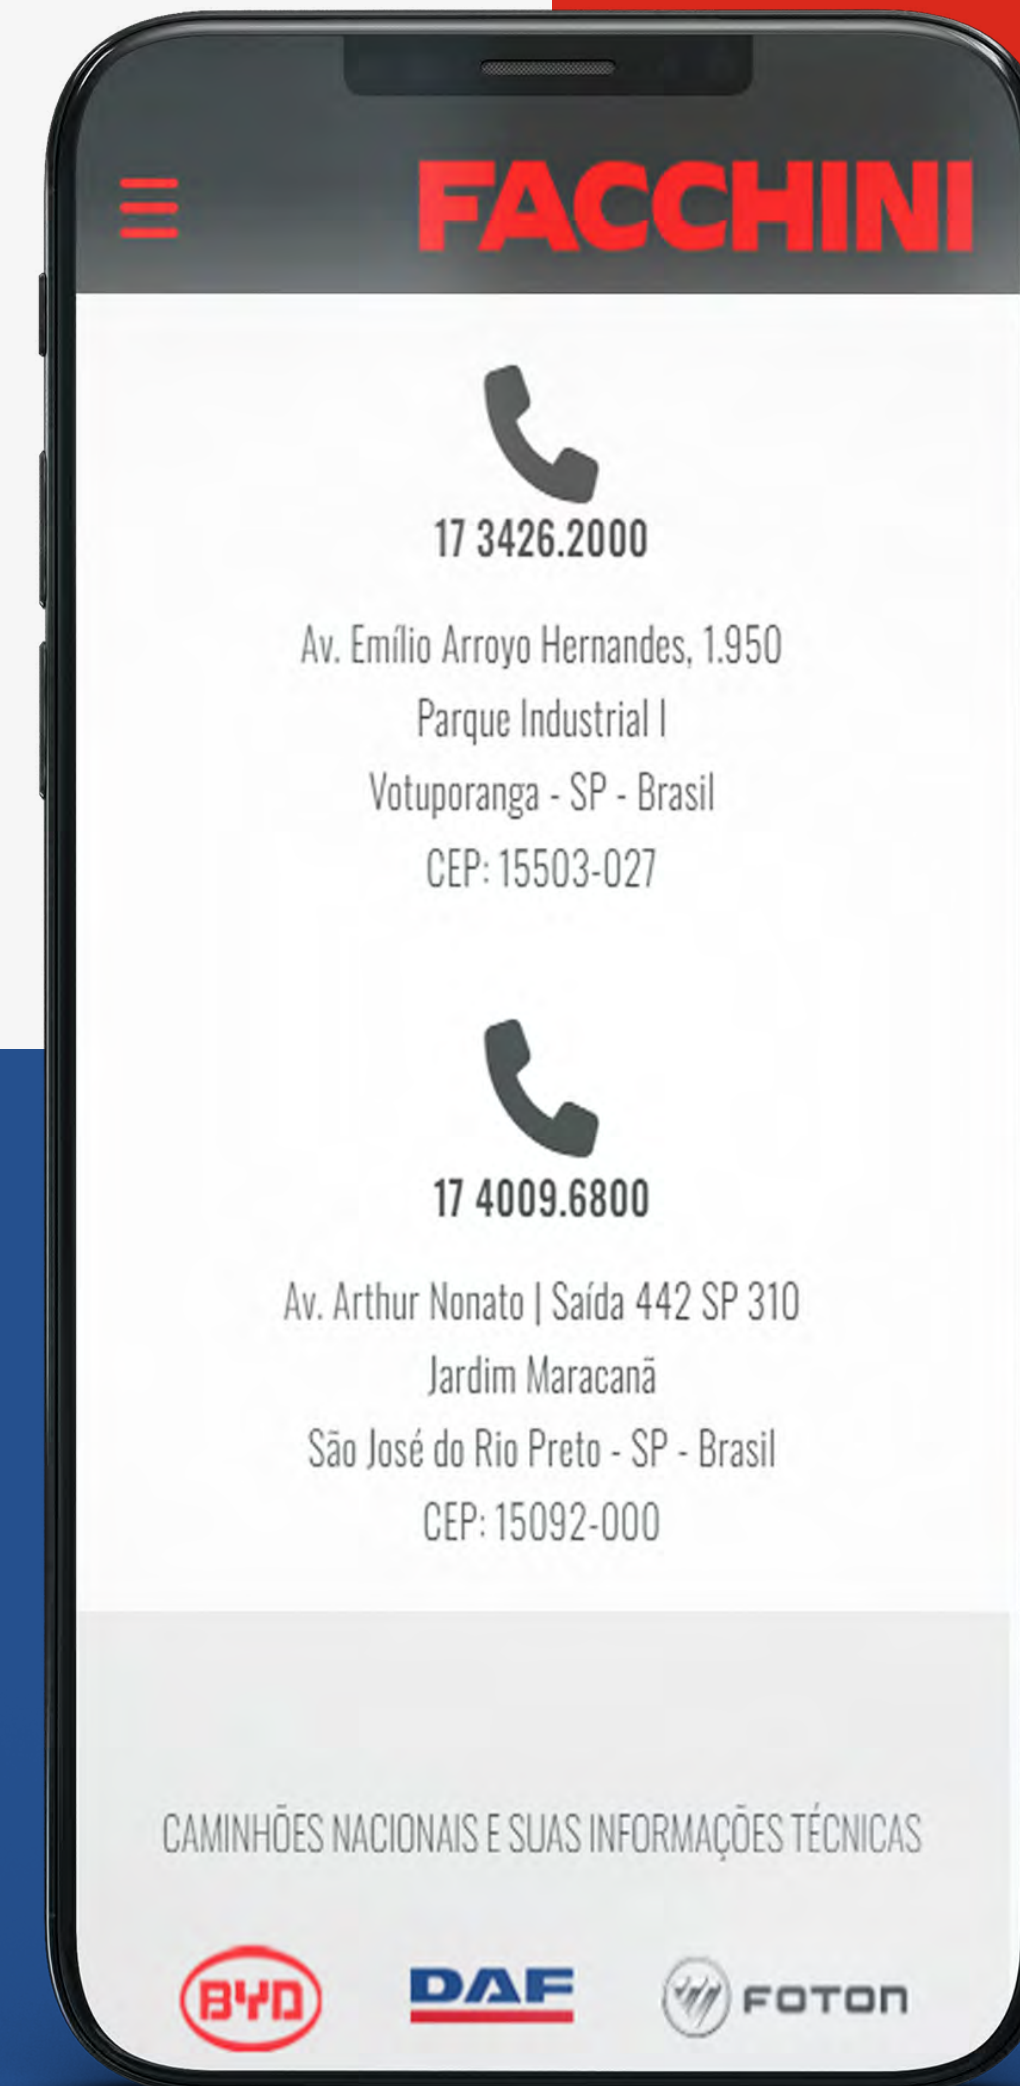 FACCHINI
17 3426.2000
Av. Emílio Arroyo Hernandes, 1.950
Parque Industrial I
Votuporanga - SP - Brasil
CEP: 15503-027
17 4009.6800
Av. Arthur Nonato | Saída 442 SP 310
Jardim Maracanã
São José do Rio Preto - SP - Brasil
CEP: 15092-000
CAMINHÕES NACIONAIS E SUAS INFORMAÇÕES TÉCNICAS
BYD DAF FOTON